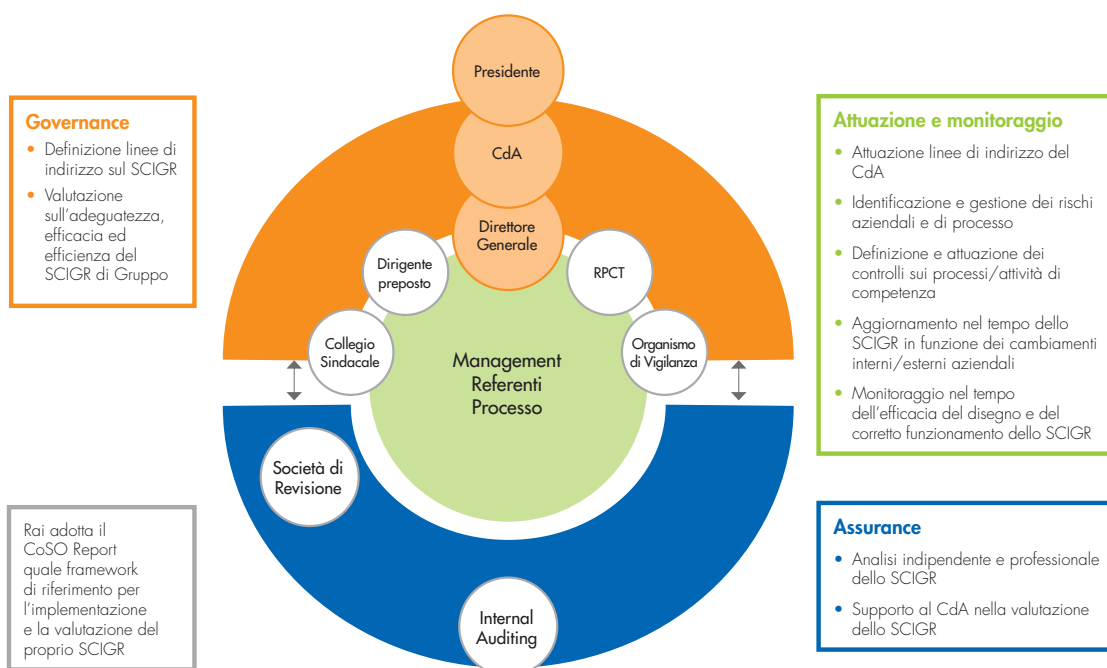 Presidente
CdA
Direttore
Generale
Dirigente
preposto
RPCT
Collegio
Sindacale
Organismo
di Vigilanza
Management
Referenti
Processo
Società di
Revisione
Internal
Auditing
Governance
• Definizione linee di
indirizzo sul SCIGR
• Valutazione
sull'adeguatezza,
efficacia ed
efficienza del
SCIGR di Gruppo
Rai adotta il
CoSO Report
quale framework
di riferimento per
l'implementazione
e la valutazione del
proprio SCIGR
Attuazione e monitoraggio
• Attuazione linee di indirizzo del
CdA
• Identificazione e gestione dei rischi
aziendali e di processo
• Definizione e attuazione dei
controlli sui processi/attività di
competenza
• Aggiornamento nel tempo dello
SCIGR in funzione dei cambiamenti
interni/esterni aziendali
• Monitoraggio nel tempo
dell'efficacia del disegno e del
corretto funzionamento dello SCIGR
Assurance
• Analisi indipendente e professionale
dello SCIGR
• Supporto al CdA nella valutazione
dello SCIGR